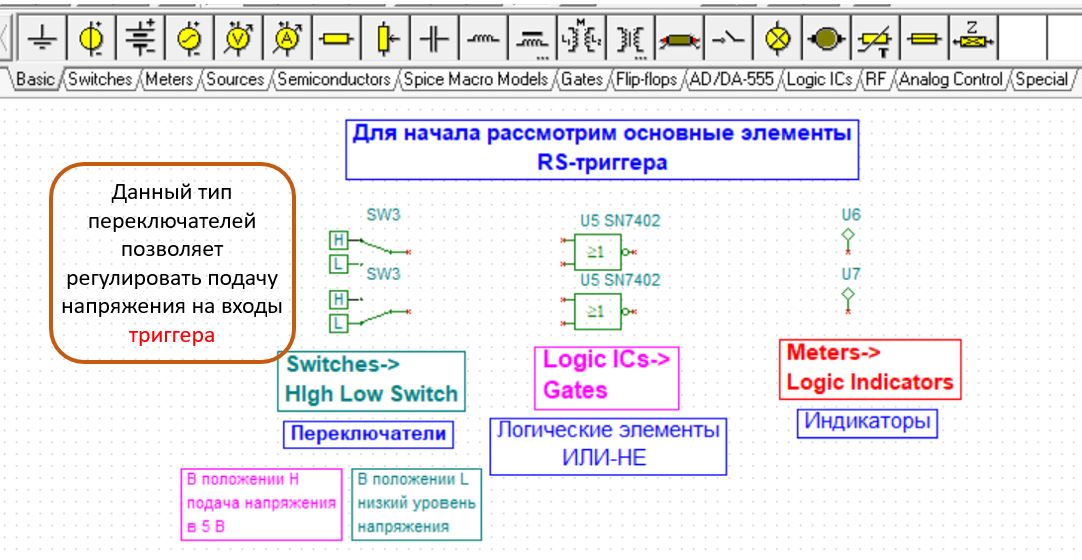 M
Z
T
Basic Switches Meters Sources Semiconductors Spice Macro Models Gates Flip-flops AD/DA-555 Logic ICs RF Analog Control Special
Для начала рассмотрим основные элементы
RS-триггера
Данный тип
переключателей
позволяет
регулировать подачу
напряжения на входы
триггера
SW3
H
L
SW3
H
L
U5 SN7402
≥1
U5 SN7402
≥1
U6
U7
Switches->
HIgh Low Switch
Переключатели
Logic ICs->
Gates
Логические элементы
ИЛИ-НЕ
Meters->
Logic Indicators
Индикаторы
В положении H
подача напряжения
в 5 В
В положении L
низкий уровень
напряжения